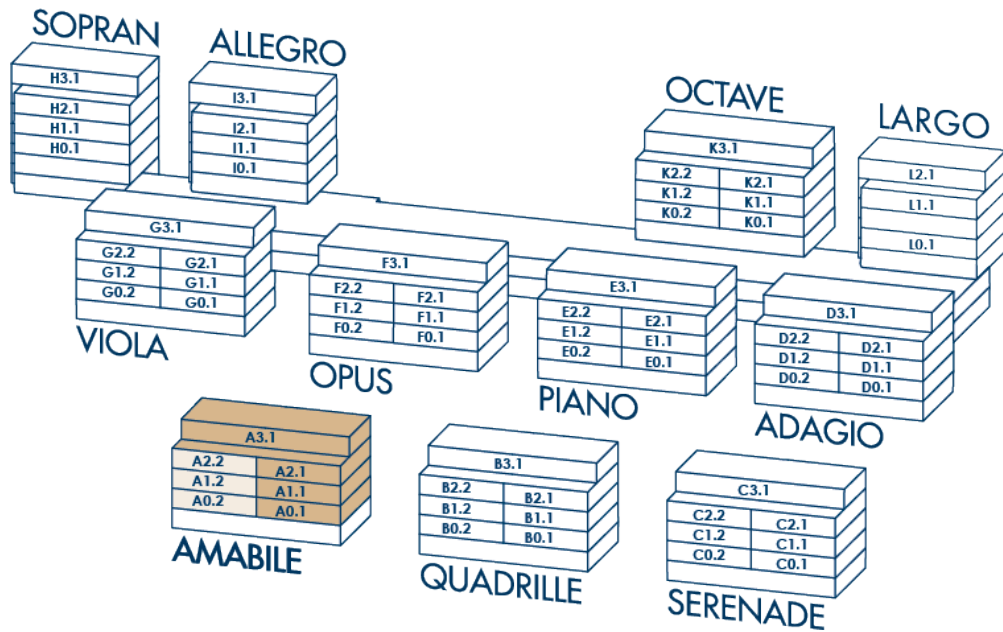 SOPRAN
H3.1
H2.1
H1.1
H0.1
ALLEGRO
I3.1
I2.1
I1.1
I0.1
OCTAVE
K3.1
K2.2 K2.1
K1.2 K1.1
K0.2 K0.1
LARGO
L2.1
L1.1
L0.1
G3.1
G2.2 G2.1
G1.2 G1.1
G0.2 G0.1
VIOLA
F3.1
F2.2 F2.1
F1.2 F1.1
F0.2 F0.1
OPUS
E3.1
E2.2 E2.1
E1.2 E1.1
E0.2 E0.1
PIANO
D3.1
D2.2 D2.1
D1.2 D1.1
D0.2 D0.1
ADAGIO
A3.1
A2.2 A2.1
A1.2 A1.1
A0.2 A0.1
AMABILE
B3.1
B2.2 B2.1
B1.2 B1.1
B0.2 B0.1
QUADRILLE
C3.1
C2.2 C2.1
C1.2 C1.1
C0.2 C0.1
SERENADE